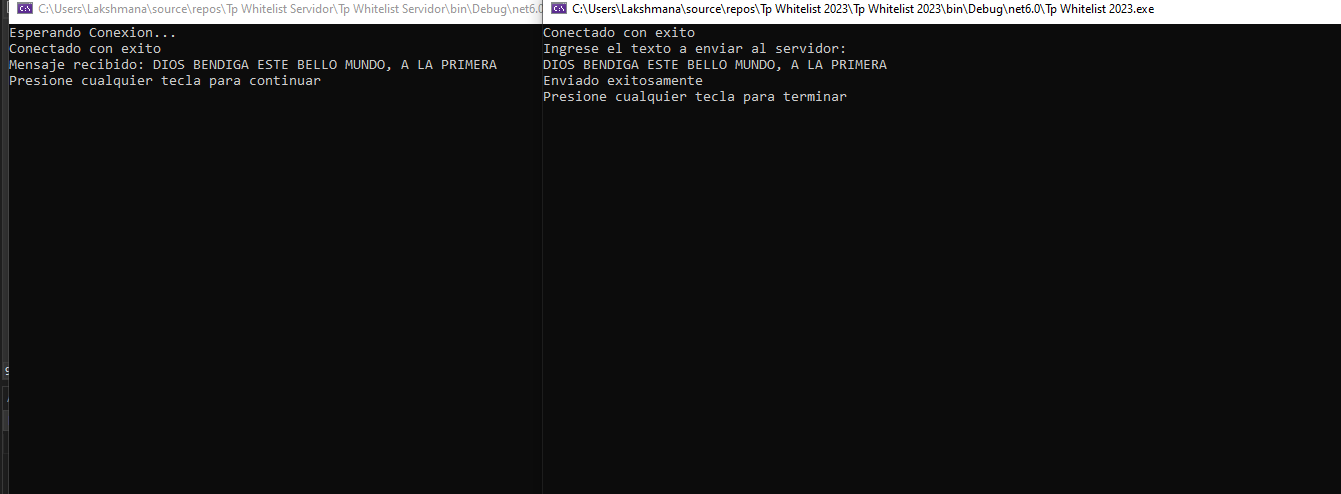 C:\Users\Lakshmana\source\repos\Tp Whitelist Servidor\Tp Whitelist Servidor\bin\Debug\net6.0
Esperando Conexion...
Conectado con exito
Mensaje recibido: DIOS BENDIGA ESTE BELLO MUNDO, A LA PRIMERA
Presione cualquier tecla para continuar
C:\Users\Lakshmana\source\repos\Tp Whitelist 2023\Tp Whitelist 2023\bin\Debug\net6.0\Tp Whitelist 2023.exe
Conectado con exito
Ingrese el texto a enviar al servidor:
DIOS BENDIGA ESTE BELLO MUNDO, A LA PRIMERA
Enviado exitosamente
Presione cualquier tecla para terminar